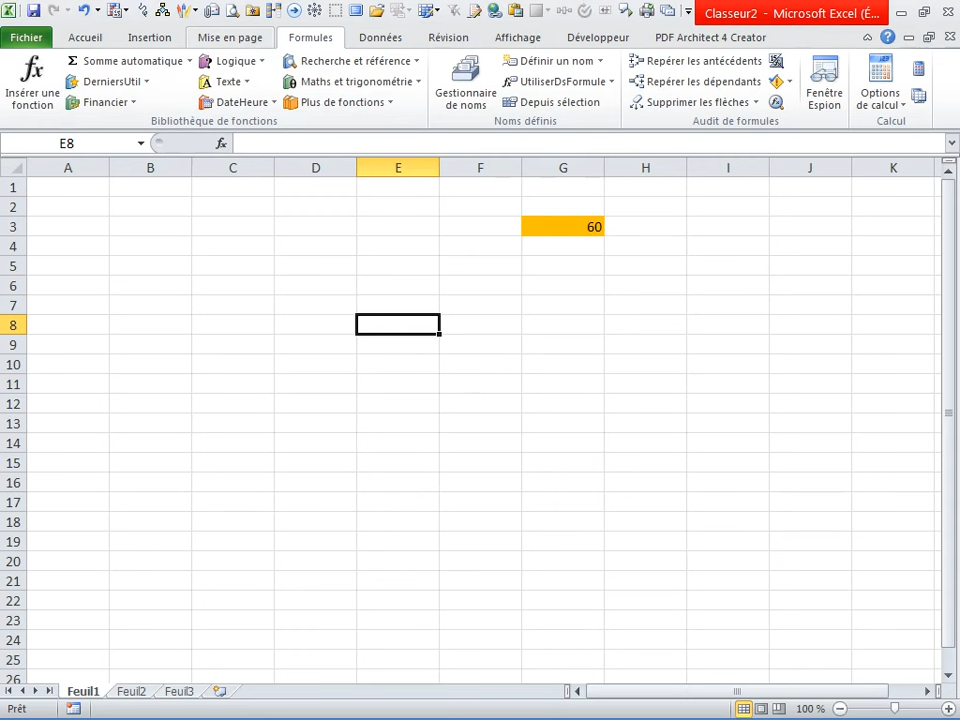 Classeur2 - Microsoft Excel (É...
Fichier Accueil Insertion Mise en page Formules Données Révision Affichage Développeur PDF Architect 4 Creator
Insérer une fonction
Σ Somme automatique
DerniersUtil
Financier
Logique
Texte
DateHeure
Recherche et référence
Maths et trigonométrie
Plus de fonctions
Bibliothèque de fonctions
Gestionnaire de noms
Définir un nom
UtiliserDsFormule
Depuis sélection
Noms définis
Repérer les antécédents
Repérer les dépendants
Supprimer les flèches
Audit de formules
Fenêtre Espion
Options de calcul
Calcul
E8 fx
A B C D E F G H I J K
1
2
3 60
4
5
6
7
8
9
10
11
12
13
14
15
16
17
18
19
20
21
22
23
24
25
26
Feuil1 Feuil2 Feuil3
Prêt 100 %